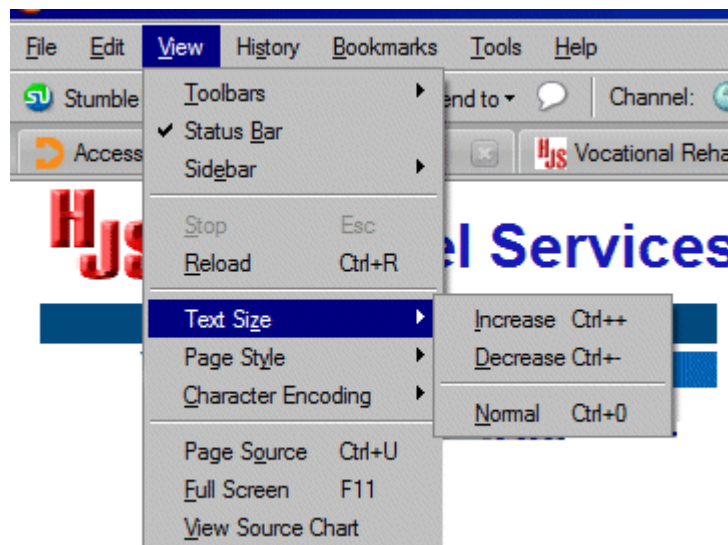 File Edit View History Bookmarks Tools Help
Stumble end to Channel:
Access HJS Vocational Reha
HJS el Services
Toolbars
Status Bar
Sidebar
Stop Esc
Reload Ctrl+R
Text Size
Page Style
Character Encoding
Page Source Ctrl+U
Full Screen F11
View Source Chart
Increase Ctrl++
Decrease Ctrl+-
Normal Ctrl+0